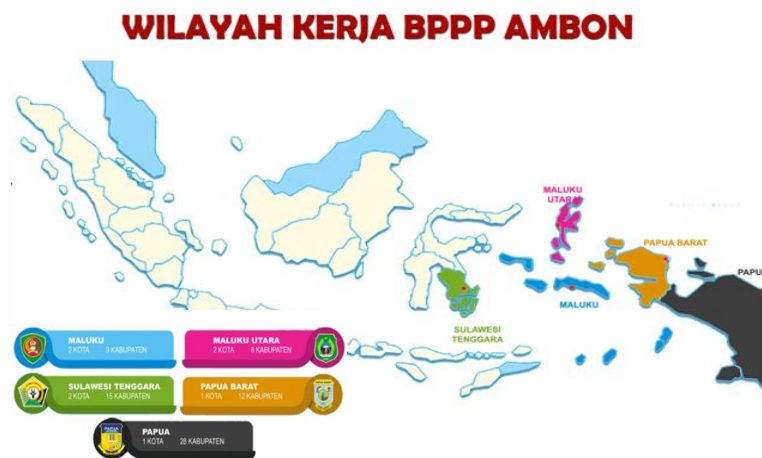 WILAYAH KERJA BPPP AMBON
MALUKU
UTARA
PAPUA BARAT
PAPU
MALUKU
SULAWESI
TENGGARA
MALUKU
2 KOTA 9 KABUPATEN
MALUKU UTARA
2 KOTA 8 KABUPATEN
SULAWESI TENGGARA
2 KOTA 15 KABUPATEN
PAPUA BARAT
1 KOTA 12 KABUPATEN
PAPUA
1 KOTA 28 KABUPATEN